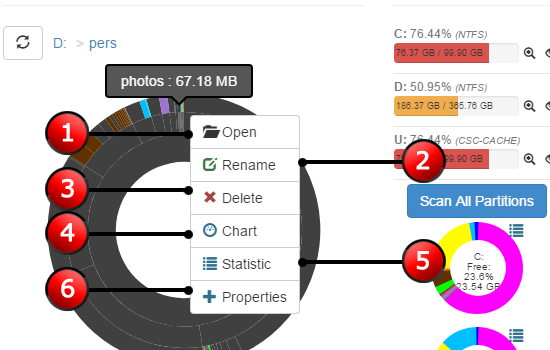 D: > pers
photos : 67.18 MB
1
Open
Rename
2
3
Delete
4
Chart
Statistic
5
6
Properties
C: 76.44% (NTFS)
76.37 GB / 99.90 GB
D: 50.95% (NTFS)
186.37 GB / 365.76 GB
U: 76.44% (CSC-CACHE)
99.90 GB
Scan All Partitions
C:
Free:
23.6%
23.54 GB